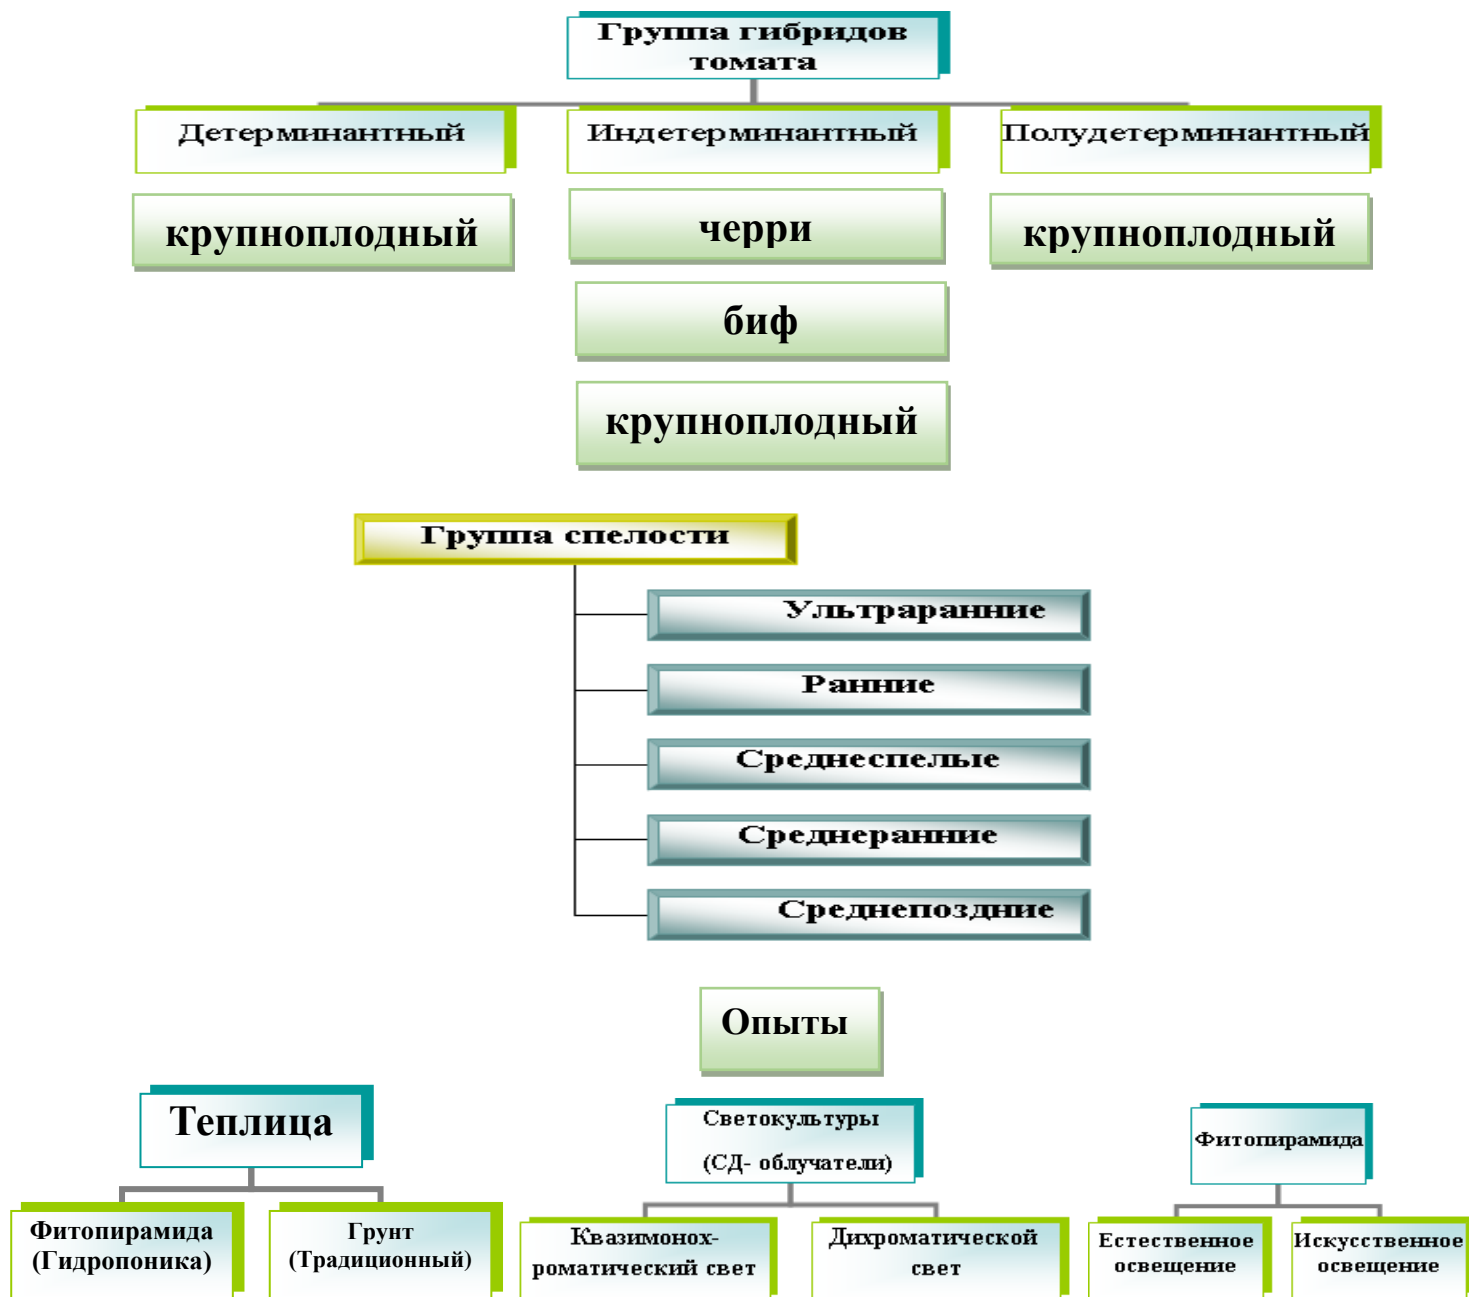 Группа гибридов
томата
Детерминантный
Индетерминантный
Полудетерминантный
крупноплодный
черри
крупноплодный
биф
крупноплодный
Группа спелости
Ультраранние
Ранние
Среднеспелые
Среднеранние
Среднепоздние
Опыты
Теплица
Светокультуры
(СД- облучатели)
Фитопирамида
Фитопирамида
(Гидропоника)
Грунт
(Традиционный)
Квазимонох-
роматический свет
Дихроматической
свет
Естественное
освещение
Искусственное
освещение